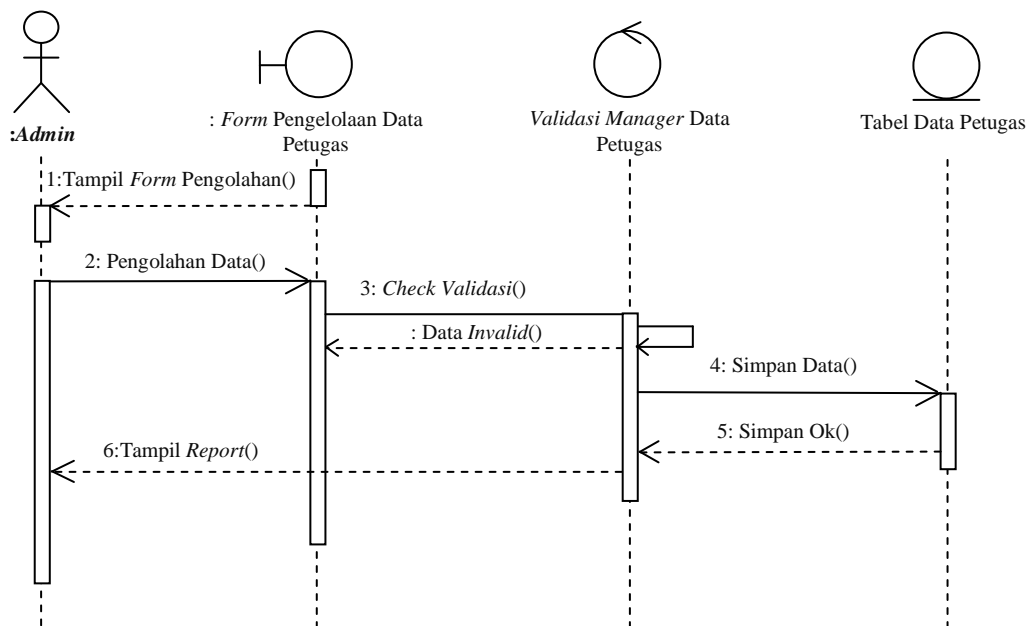 :Admin
: Form Pengelolaan Data
Petugas
Validasi Manager Data
Petugas
Tabel Data Petugas
1:Tampil Form Pengolahan()
2: Pengolahan Data()
3: Check Validasi()
: Data Invalid()
4: Simpan Data()
5: Simpan Ok()
6:Tampil Report()